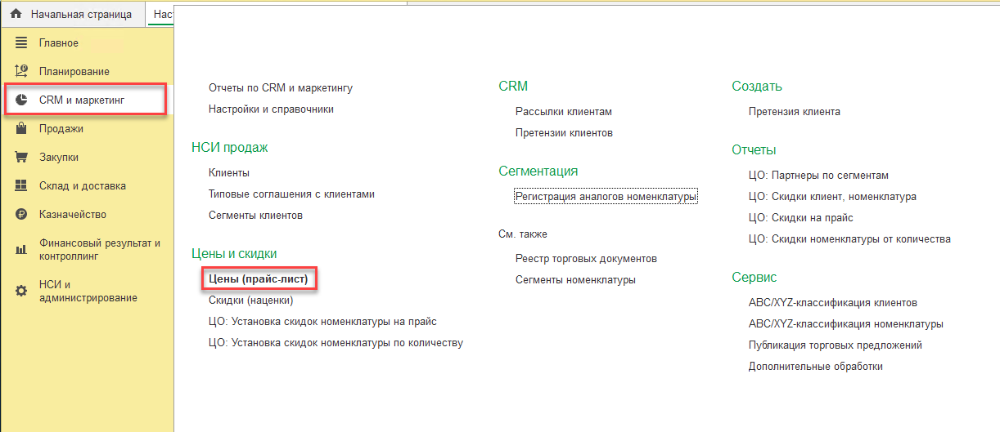 Начальная страница
Нас
Главное
Планирование
CRM и маркетинг
Продажи
Закупки
Склад и доставка
Казначейство
Финансовый результат и
контроллинг
НСИ и
администрирование
Отчеты по CRM и маркетингу
Настройки и справочники
НСИ продаж
Клиенты
Типовые соглашения с клиентами
Сегменты клиентов
Цены и скидки
Цены (прайс-лист)
Скидки (наценки)
ЦО: Установка скидок номенклатуры на прайс
ЦО: Установка скидок номенклатуры по количеству
CRM
Рассылки клиентам
Претензии клиентов
Сегментация
Регистрация аналогов номенклатуры
См. также
Реестр торговых документов
Сегменты номенклатуры
Создать
Претензия клиента
Отчеты
ЦО: Партнеры по сегментам
ЦО: Скидки клиент, номенклатура
ЦО: Скидки на прайс
ЦО: Скидки номенклатуры от количества
Сервис
ABC/XYZ-классификация клиентов
ABC/XYZ-классификация номенклатуры
Публикация торговых предложений
Дополнительные обработки